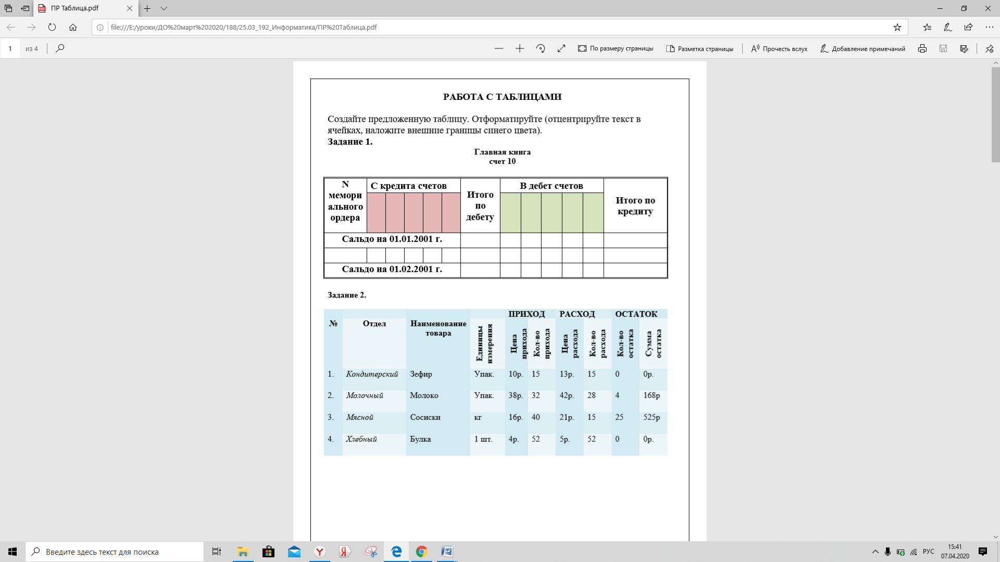 ПР Таблица.pdf
file:///E:/уроки/ДО%20март%202020/188/25.03_192_Информатика/ПР%20Таблица.pdf
1 из 4
По размеру страницы
Разметка страницы
Прочесть вслух
Добавление примечаний
РАБОТА С ТАБЛИЦАМИ
Создайте предложенную таблицу. Отформатируйте (отцентрируйте текст в
ячейках, наложите внешние границы синего цвета).
Задание 1.
Главная книга
счет 10
N
мемори
ального
ордера
С кредита счетов
Итого
по
дебету
В дебет счетов
Итого по
кредиту
Сальдо на 01.01.2001 г.
Сальдо на 01.02.2001 г.
Задание 2.
ПРИХОД РАСХОД ОСТАТОК
№
Отдел
Наименование
товара
Единицы
измерения
Цена
прихода
Кол-во
прихода
Цена
расхода
Кол-во
расхода
Кол-во
остатка
Сумма
остатка
1. Кондитерский Зефир Упак. 10р. 15 13р. 15 0 0р.
2. Молочный Молоко Упак. 38р. 32 42р. 28 4 168р
3. Мясной Сосиски кг 16р. 40 21р. 15 25 525р
4. Хлебный Булка 1 шт. 4р. 52 5р. 52 0 0р.
Введите здесь текст для поиска
РУС
15:41
07.04.2020